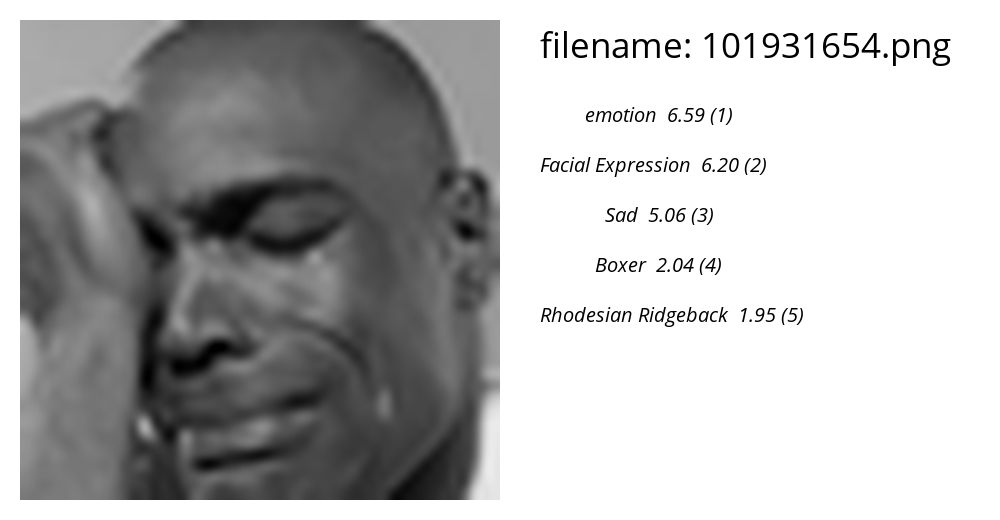 filename: 101931654.png
emotion 6.59 (1)
Facial Expression 6.20 (2)
Sad 5.06 (3)
Boxer 2.04 (4)
Rhodesian Ridgeback 1.95 (5)